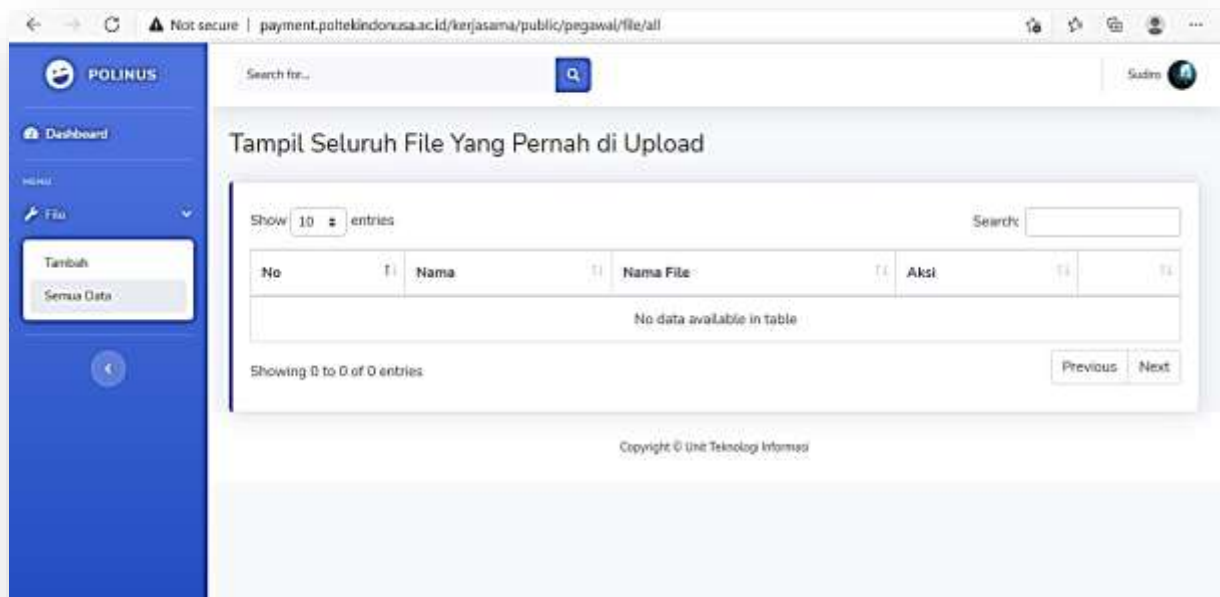 Not secure | payment.poltekindonusa.ac.id/kerjasama/public/pegawai/file/all
POLINUS
Search for...
Sudiro
Dashboard
Tampil Seluruh File Yang Pernah di Upload
MENU
File
Tambah
Semua Data
Show 10 entries
Search:
No Nama Nama File Aksi
No data available in table
Showing 0 to 0 of 0 entries
Previous Next
Copyright © Unit Teknologi Informasi